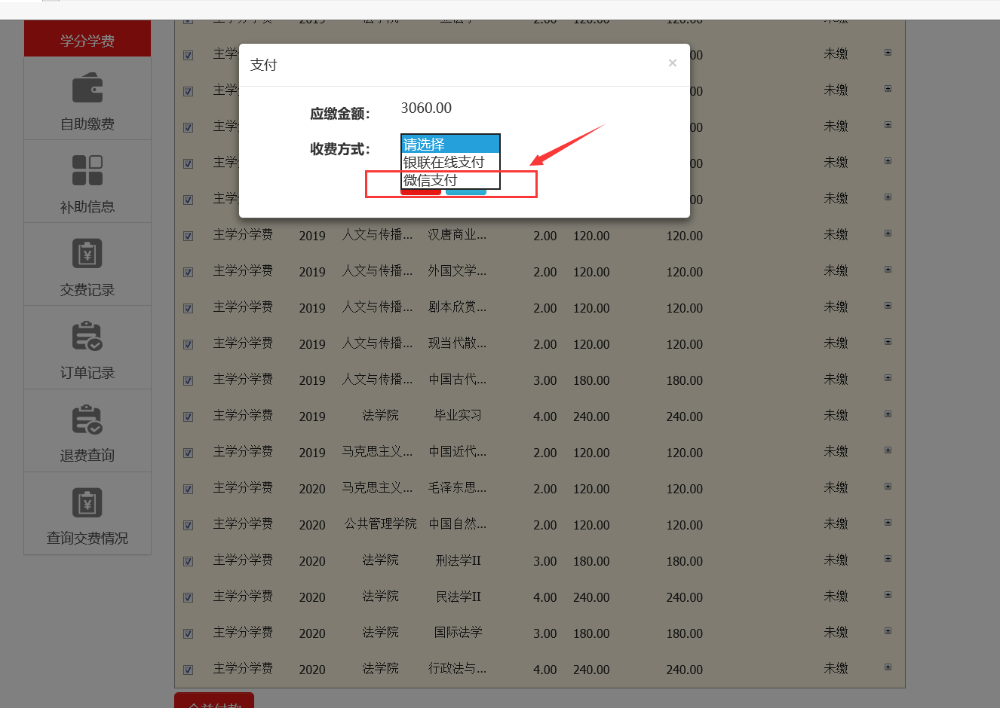 学分学费
自助缴费
补助信息
交费记录
订单记录
退费查询
查询交费情况
支付 ×
应缴金额： 3060.00
收费方式： 请选择
银联在线支付
微信支付
主学 00 未缴
主学 00 未缴
主学 00 未缴
主学 00 未缴
主学 00 未缴
主学分学费 2019 人文与传播... 汉唐商业... 2.00 120.00 120.00 未缴
主学分学费 2019 人文与传播... 外国文学... 2.00 120.00 120.00 未缴
主学分学费 2019 人文与传播... 剧本欣赏... 2.00 120.00 120.00 未缴
主学分学费 2019 人文与传播... 现当代散... 2.00 120.00 120.00 未缴
主学分学费 2019 人文与传播... 中国古代... 3.00 180.00 180.00 未缴
主学分学费 2019 法学院 毕业实习 4.00 240.00 240.00 未缴
主学分学费 2019 马克思主义... 中国近代... 2.00 120.00 120.00 未缴
主学分学费 2020 马克思主义... 毛泽东思... 2.00 120.00 120.00 未缴
主学分学费 2020 公共管理学院 中国自然... 2.00 120.00 120.00 未缴
主学分学费 2020 法学院 刑法学II 3.00 180.00 180.00 未缴
主学分学费 2020 法学院 民法学II 4.00 240.00 240.00 未缴
主学分学费 2020 法学院 国际法学 3.00 180.00 180.00 未缴
主学分学费 2020 法学院 行政法与... 4.00 240.00 240.00 未缴